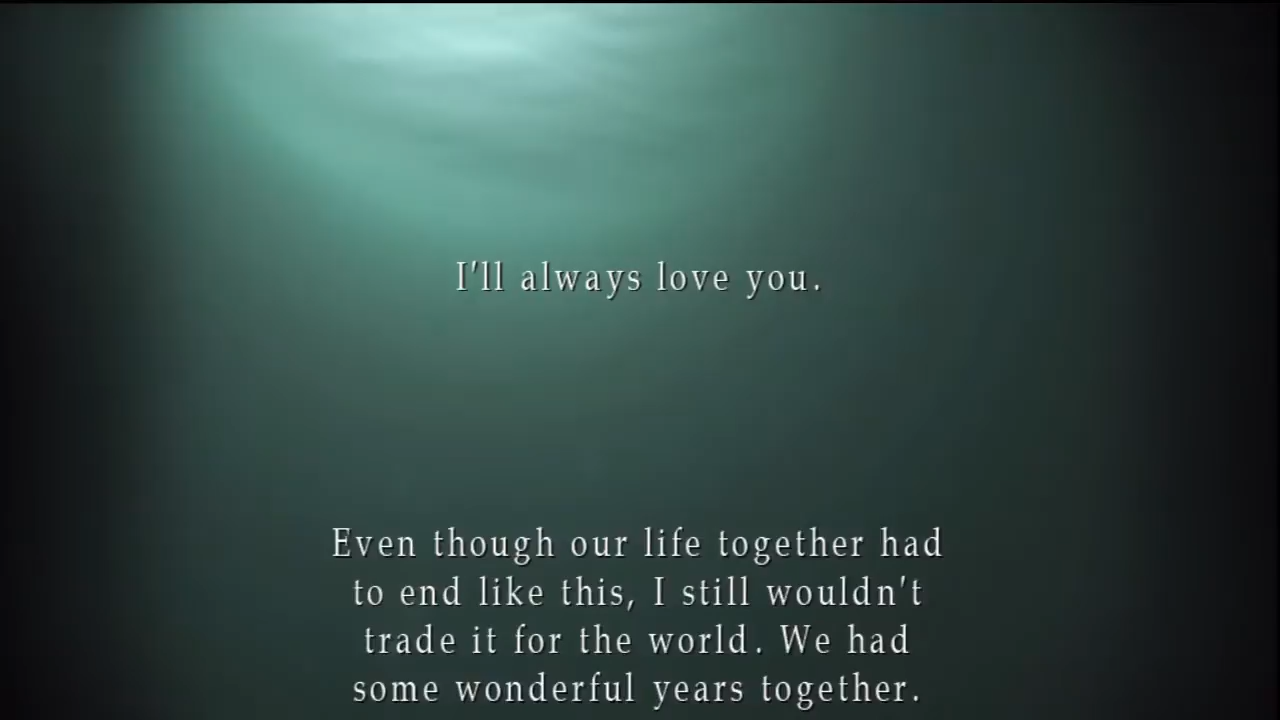 I'll always love you.
Even though our life together had
to end like this, I still wouldn't
trade it for the world. We had
some wonderful years together.